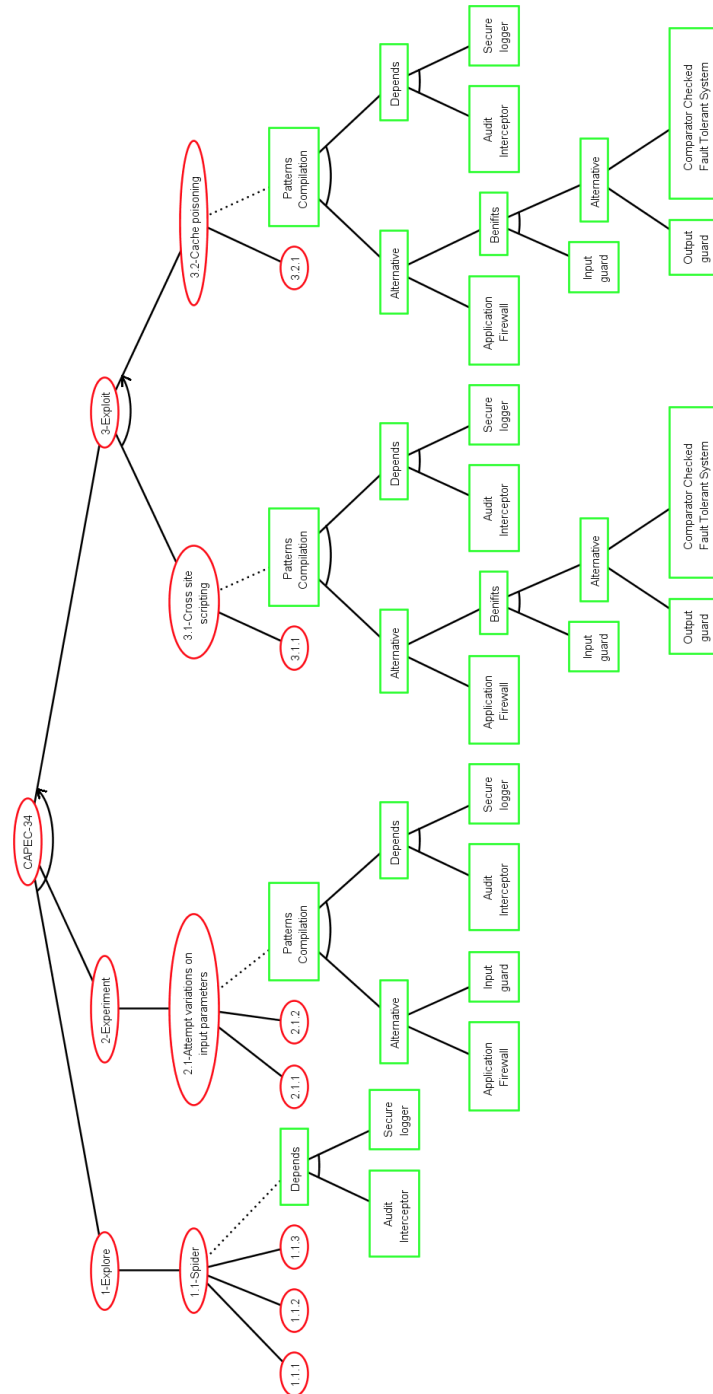 CAPEC-34
1-Explore
2-Experiment
3-Exploit
1.1-Spider
2.1-Attempt variations on
input parameters
3.1-Cross site
scripting
3.2-Cache poisoning
1.1.1
1.1.2
1.1.3
Depends
2.1.1
2.1.2
Patterns
Compilation
3.1.1
Patterns
Compilation
3.2.1
Patterns
Compilation
Audit
Interceptor
Secure
logger
Alternative
Depends
Alternative
Depends
Alternative
Depends
Application
Firewall
Input
guard
Audit
Interceptor
Secure
logger
Application
Firewall
Benifits
Audit
Interceptor
Secure
logger
Application
Firewall
Benifits
Audit
Interceptor
Secure
logger
Input
guard
Alternative
Input
guard
Alternative
Output
guard
Comparator Checked
Fault Tolerant System
Output
guard
Comparator Checked
Fault Tolerant System